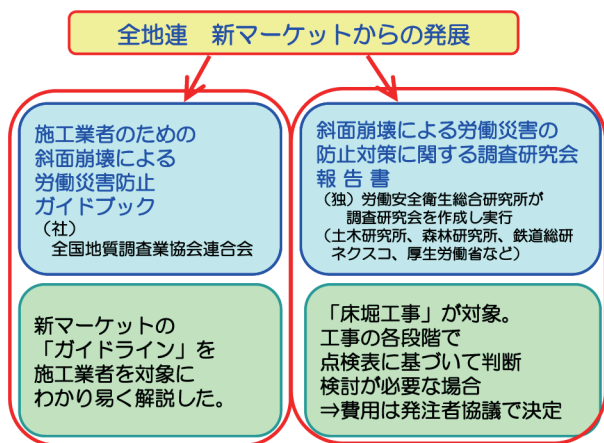 全地連　新マーケットからの発展
施工業者のための
斜面崩壊による
労働災害防止
ガイドブック
（社）
全国地質調査業協会連合会
新マーケットの
「ガイドライン」を
施工業者を対象に
わかり易く解説した。
斜面崩壊による労働災害の
防止対策に関する調査研究会
報 告 書
（独）労働安全衛生総合研究所が
調査研究会を作成し実行
（土木研究所、森林研究所、鉄道総研
ネクスコ、厚生労働省など）
「床堀工事」が対象。
工事の各段階で
点検表に基づいて判断
検討が必要な場合
⇒費用は発注者協議で決定